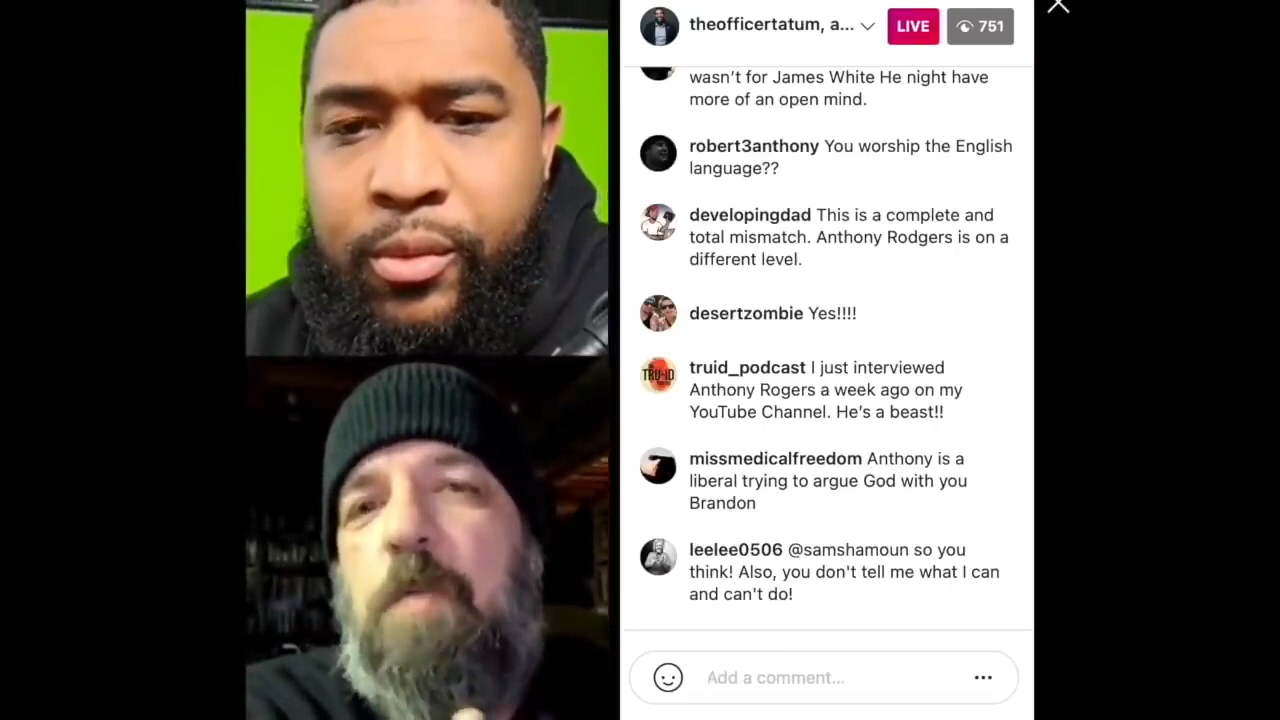 theofficertatum, a...
LIVE
751
wasn't for James White He night have
more of an open mind.
robert3anthony You worship the English
language??
developingdad This is a complete and
total mismatch. Anthony Rodgers is on a
different level.
desertzombie Yes!!!!
TRU-ID
truid_podcast I just interviewed
Anthony Rogers a week ago on my
YouTube Channel. He's a beast!!
missmedicalfreedom Anthony is a
liberal trying to argue God with you
Brandon
leelee0506 @samshamoun so you
think! Also, you don't tell me what I can
and can't do!
Add a comment...